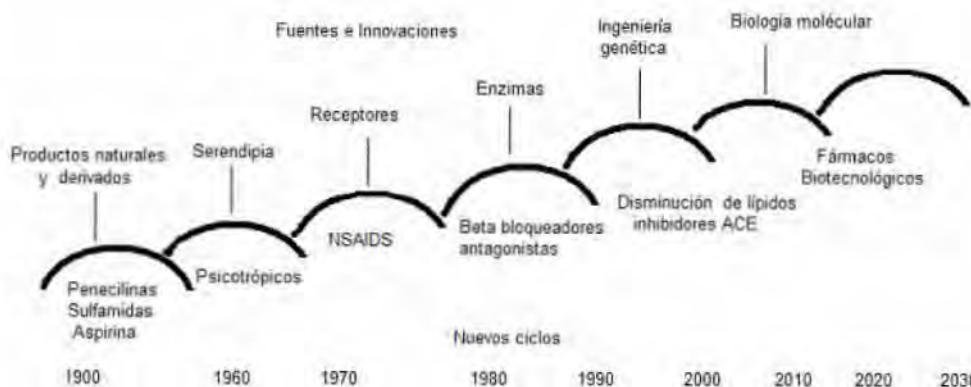 Fuentes e Innovaciones
Ingeniería
genética
Biología molécular
Enzimas
Receptores
Serendipia
Productos naturales
y derivados
Fármacos
Biotecnológicos
Disminución de lípidos
inhibidores ACE
Beta bloqueadores
antagonistas
NSAIDS
Psicotrópicos
Penecilinas
Sulfamidas
Aspirina
Nuevos ciclos
1900 1960 1970 1980 1990 2000 2010 2020 2030